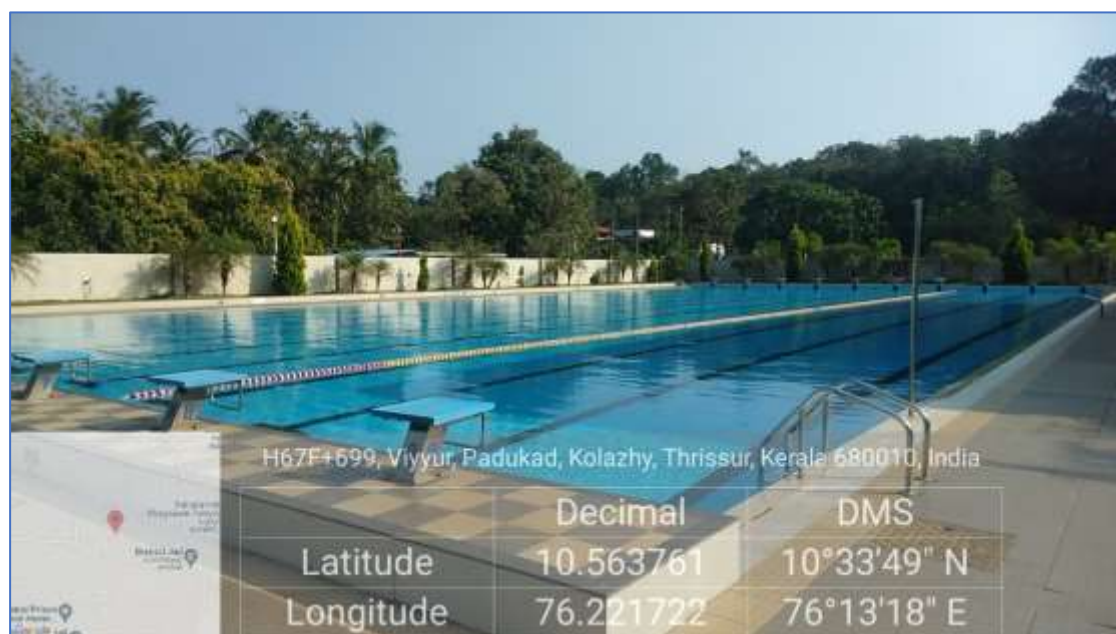 H67F+699, Viyyur, Padukad, Kolazhy, Thrissur, Kerala 680010, India
Decimal DMS
Latitude 10.563761 10°33'49" N
Longitude 76.221722 76°13'18" E